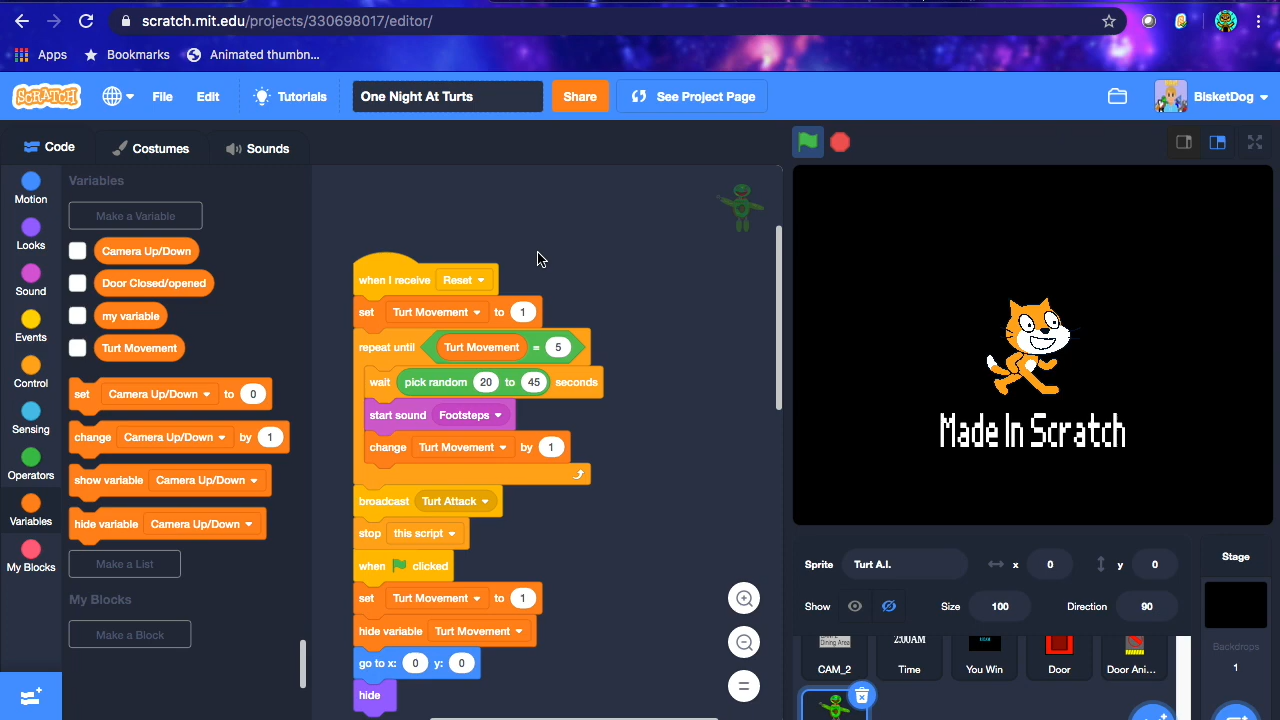 scratch.mit.edu/projects/330698017/editor/
Apps Bookmarks Animated thumbn...
SCRATCH File Edit Tutorials One Night At Turts Share See Project Page BisketDog
Code Costumes Sounds
Motion
Looks
Sound
Events
Control
Sensing
Operators
Variables
My Blocks
Variables
Make a Variable
Camera Up/Down
Door Closed/opened
my variable
Turt Movement
set Camera Up/Down to 0
change Camera Up/Down by 1
show variable Camera Up/Down
hide variable Camera Up/Down
Make a List
My Blocks
Make a Block
when I receive Reset
set Turt Movement to 1
repeat until Turt Movement = 5
wait pick random 20 to 45 seconds
start sound Footsteps
change Turt Movement by 1
broadcast Turt Attack
stop this script
when clicked
set Turt Movement to 1
hide variable Turt Movement
go to x: 0 y: 0
hide
Made In Scratch
Sprite Turt A.I. x 0 y 0
Show Size 100 Direction 90
Stage
Backdrops
1
CAM_2
Dining Area
CAM_2
2:00AM
Time
You Win
Door
Door Ani...